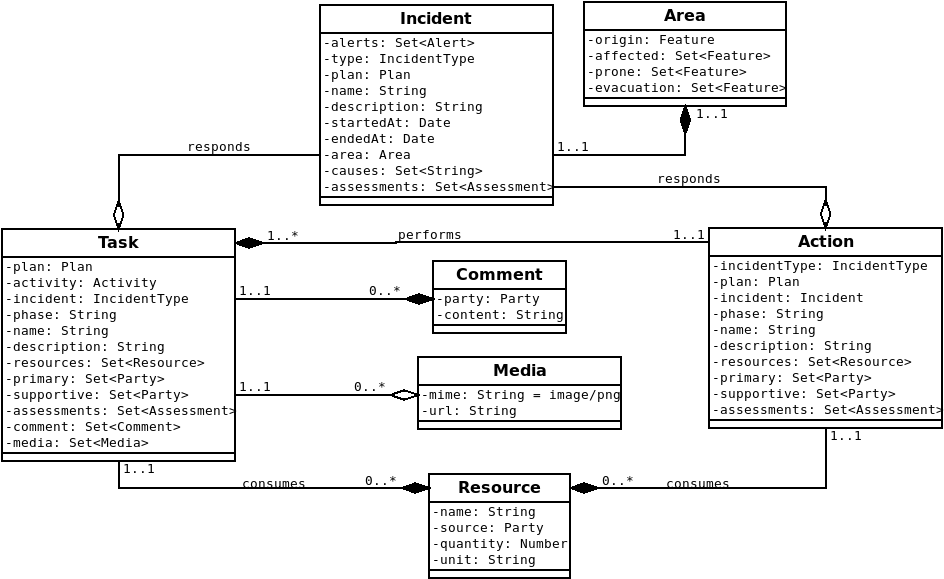 Incident
-alerts: Set<Alert>
-type: IncidentType
-plan: Plan
-name: String
-description: String
-startedAt: Date
-endedAt: Date
-area: Area
-causes: Set<String>
-assessments: Set<Assessment>
Area
-origin: Feature
-affected: Set<Feature>
-prone: Set<Feature>
-evacuation: Set<Feature>
1..1
1..1
responds
responds
Task
-plan: Plan
-activity: Activity
-incident: IncidentType
-phase: String
-name: String
-description: String
-resources: Set<Resource>
-primary: Set<Party>
-supportive: Set<Party>
-assessments: Set<Assessment>
-comment: Set<Comment>
-media: Set<Media>
1..*
performs
1..1
Action
-incidentType: IncidentType
-plan: Plan
-incident: Incident
-phase: String
-name: String
-description: String
-resources: Set<Resource>
-primary: Set<Party>
-supportive: Set<Party>
-assessments: Set<Assessment>
1..1
0..*
Comment
-party: Party
-content: String
1..1
0..*
Media
-mime: String = image/png
-url: String
1..1
consumes
0..*
Resource
-name: String
-source: Party
-quantity: Number
-unit: String
0..*
consumes
1..1